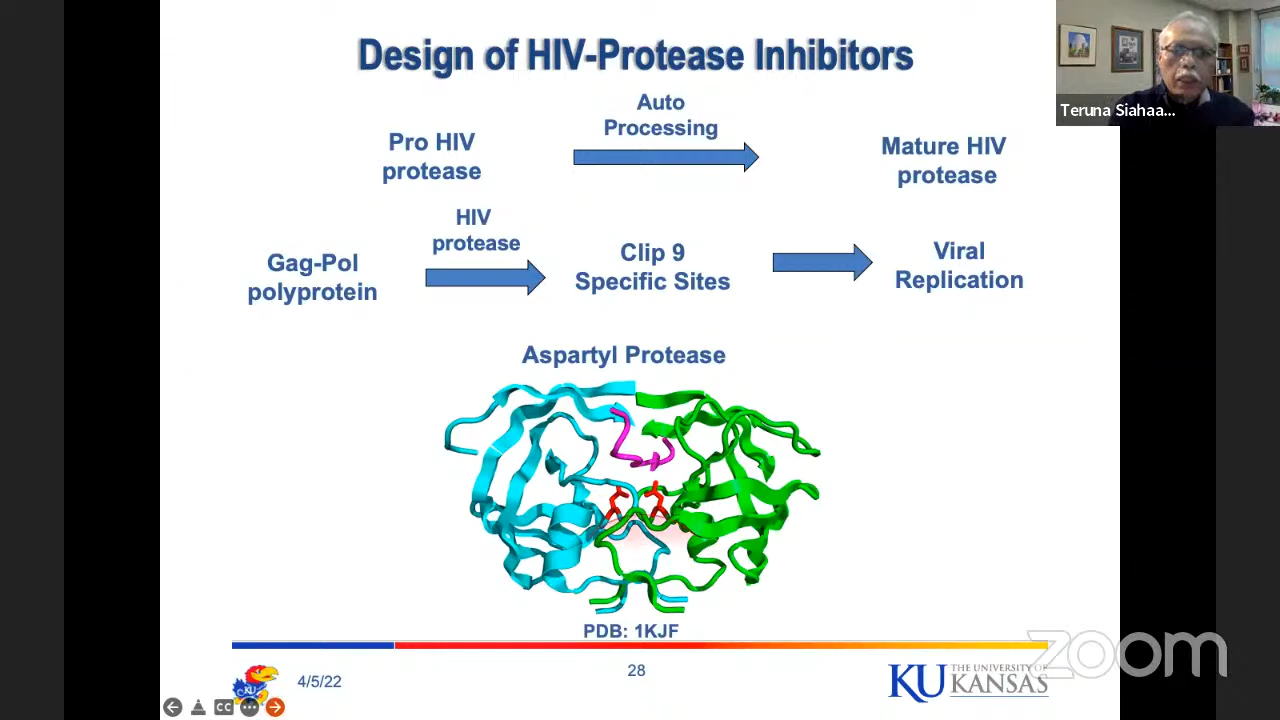 Design of HIV-Protease Inhibitors
Teruna Siahaa...
Auto
Processing
Pro HIV
protease
Mature HIV
protease
HIV
protease
Gag-Pol
polyprotein
Clip 9
Specific Sites
Viral
Replication
Aspartyl Protease
PDB: 1KJF
KU
4/5/22
28
KU THE UNIVERSITY OF
KANSAS
zoom
CC